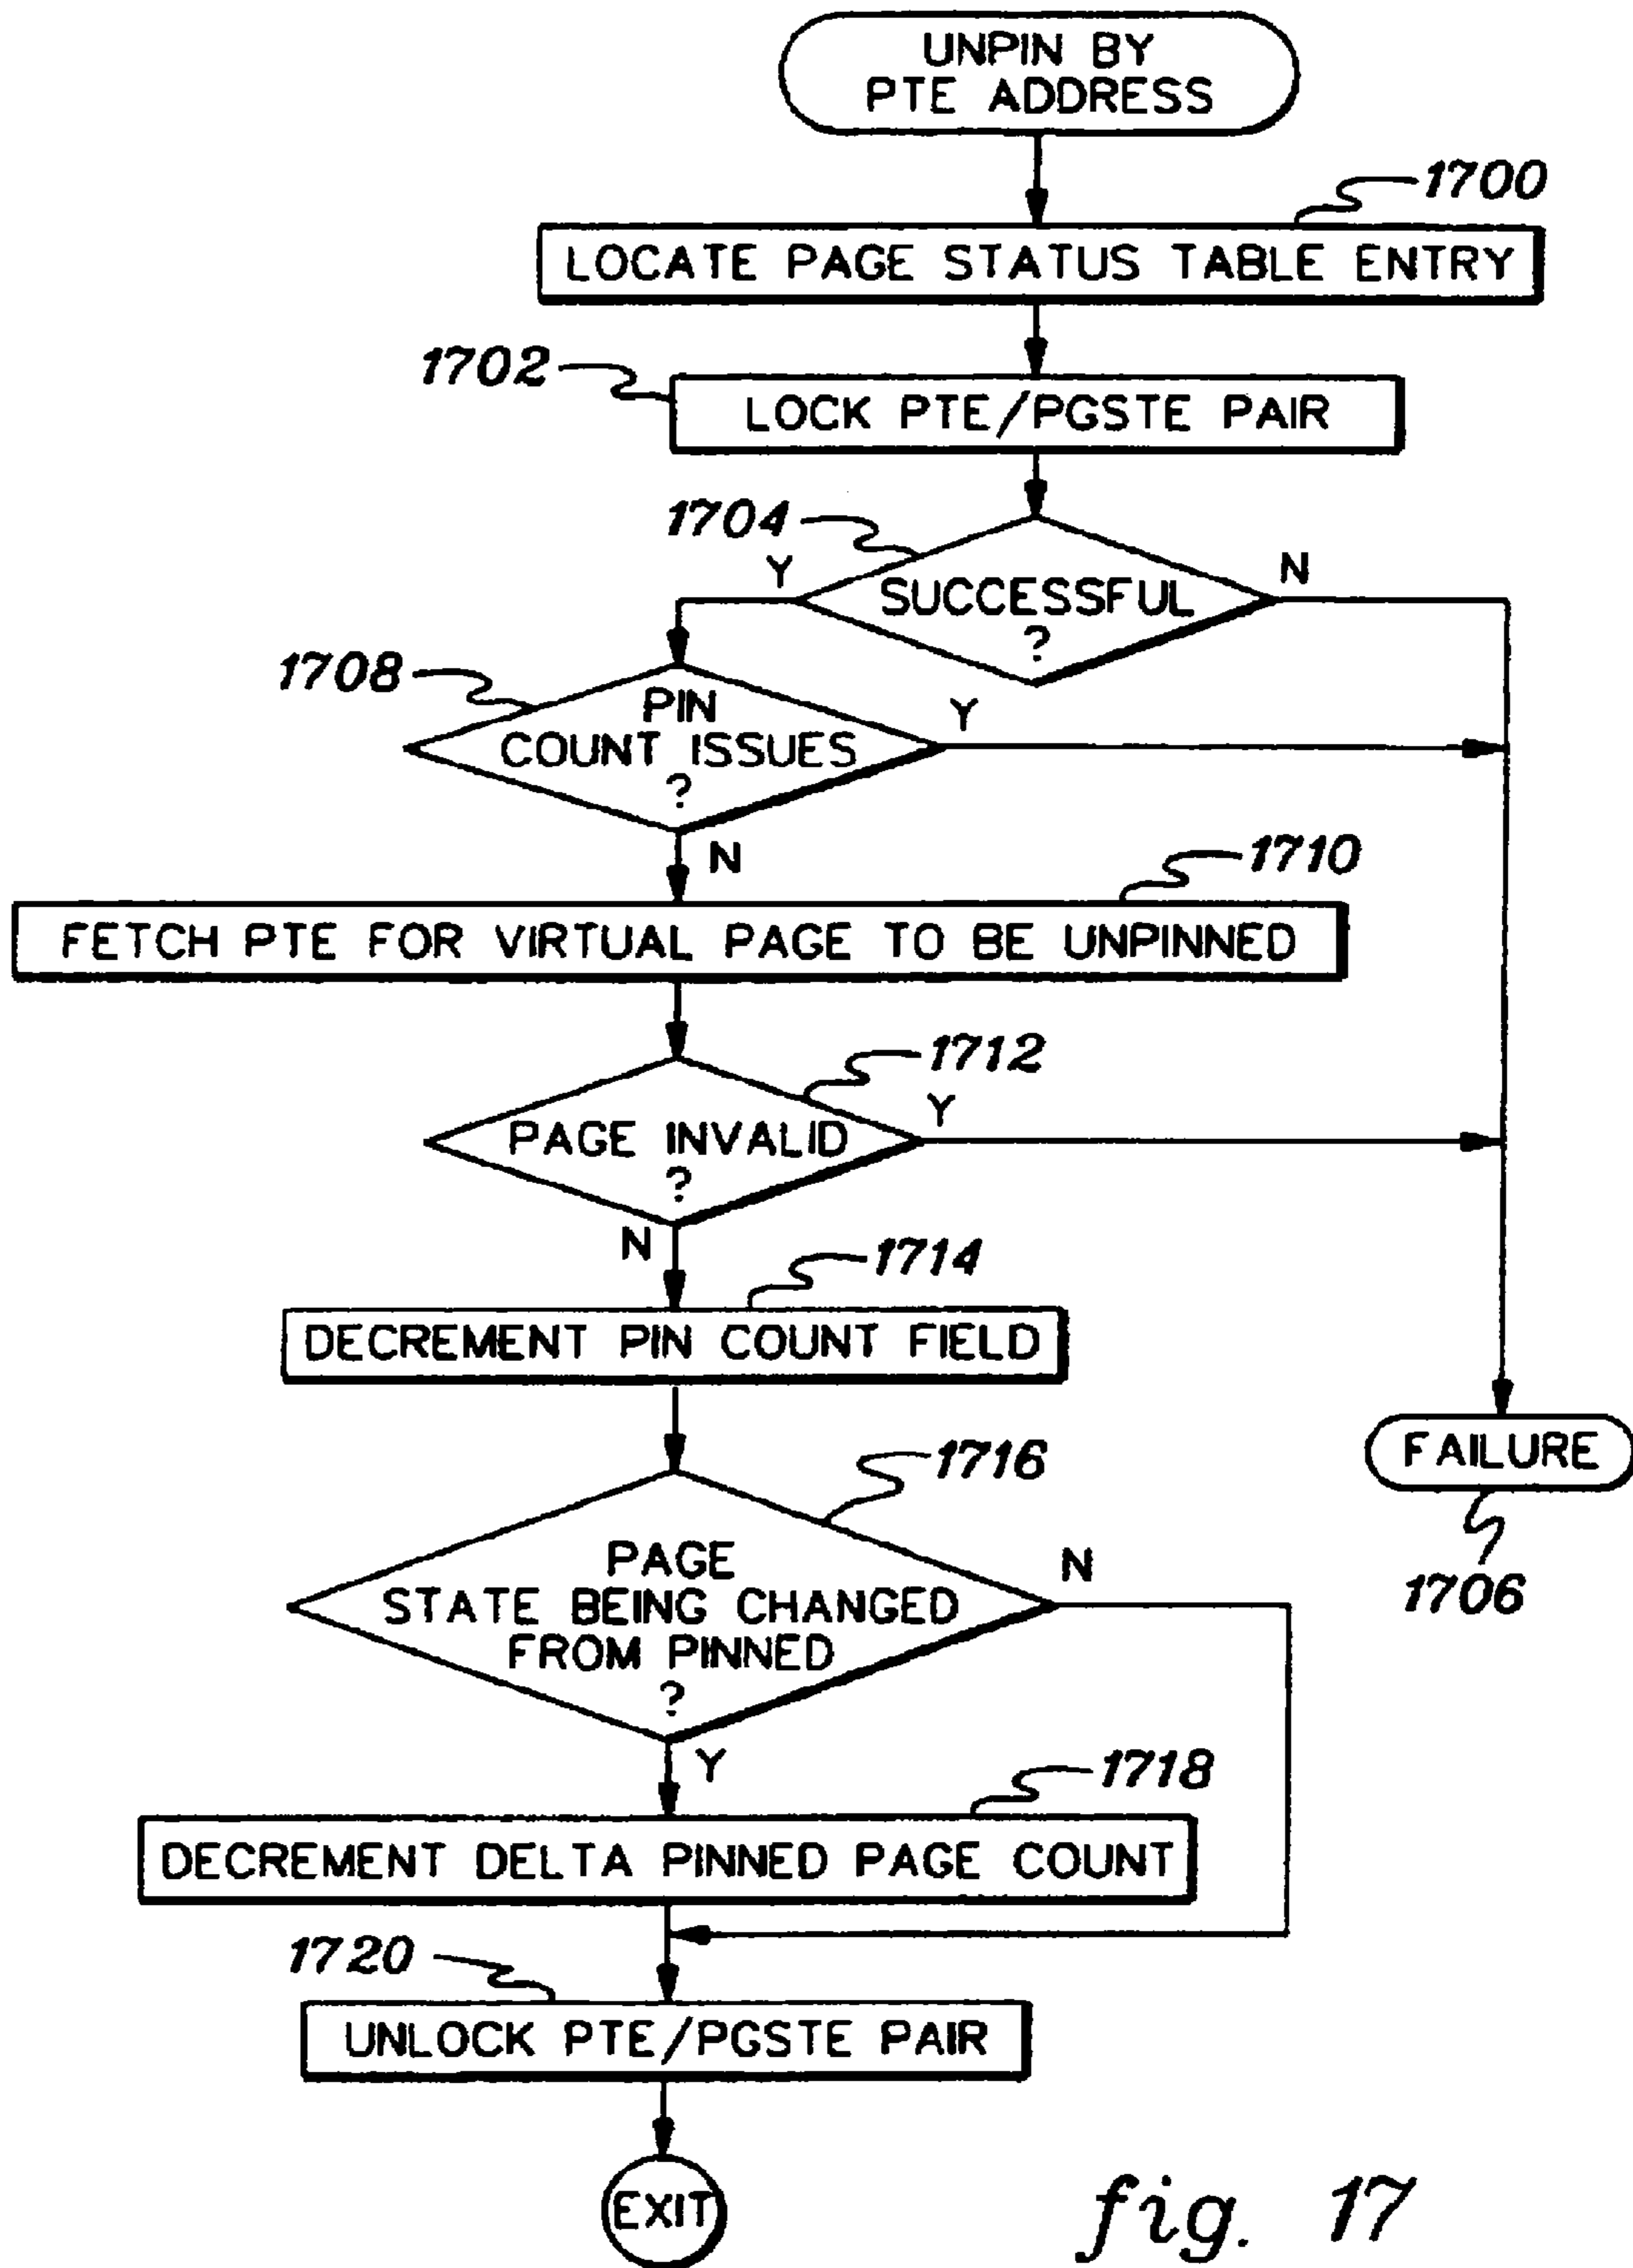 UNPIN BY
PTE ADDRESS
1700
LOCATE PAGE STATUS TABLE ENTRY
1702
LOCK PTE/PGSTE PAIR
1704
Y
N
SUCCESSFUL
?
1708
PIN
COUNT ISSUES
?
Y
N
1710
FETCH PTE FOR VIRTUAL PAGE TO BE UNPINNED
1712
Y
PAGE INVALID
?
N
1714
DECREMENT PIN COUNT FIELD
FAILURE
1706
1716
PAGE
STATE BEING CHANGED
FROM PINNED
?
N
Y
1718
DECREMENT DELTA PINNED PAGE COUNT
1720
UNLOCK PTE/PGSTE PAIR
EXIT
fig. 17